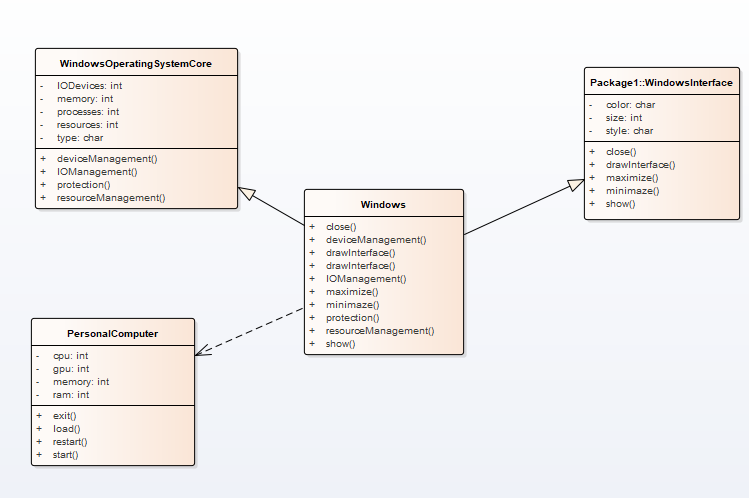 WindowsOperatingSystemCore
- IODevices: int
- memory: int
- processes: int
- resources: int
- type: char
+ deviceManagement()
+ IOManagement()
+ protection()
+ resourceManagement()
Package1::WindowsInterface
- color: char
- size: int
- style: char
+ close()
+ drawInterface()
+ maximize()
+ minimaze()
+ show()
Windows
+ close()
+ deviceManagement()
+ drawInterface()
+ drawInterface()
+ IOManagement()
+ maximize()
+ minimaze()
+ protection()
+ resourceManagement()
+ show()
PersonalComputer
- cpu: int
- gpu: int
- memory: int
- ram: int
+ exit()
+ load()
+ restart()
+ start()